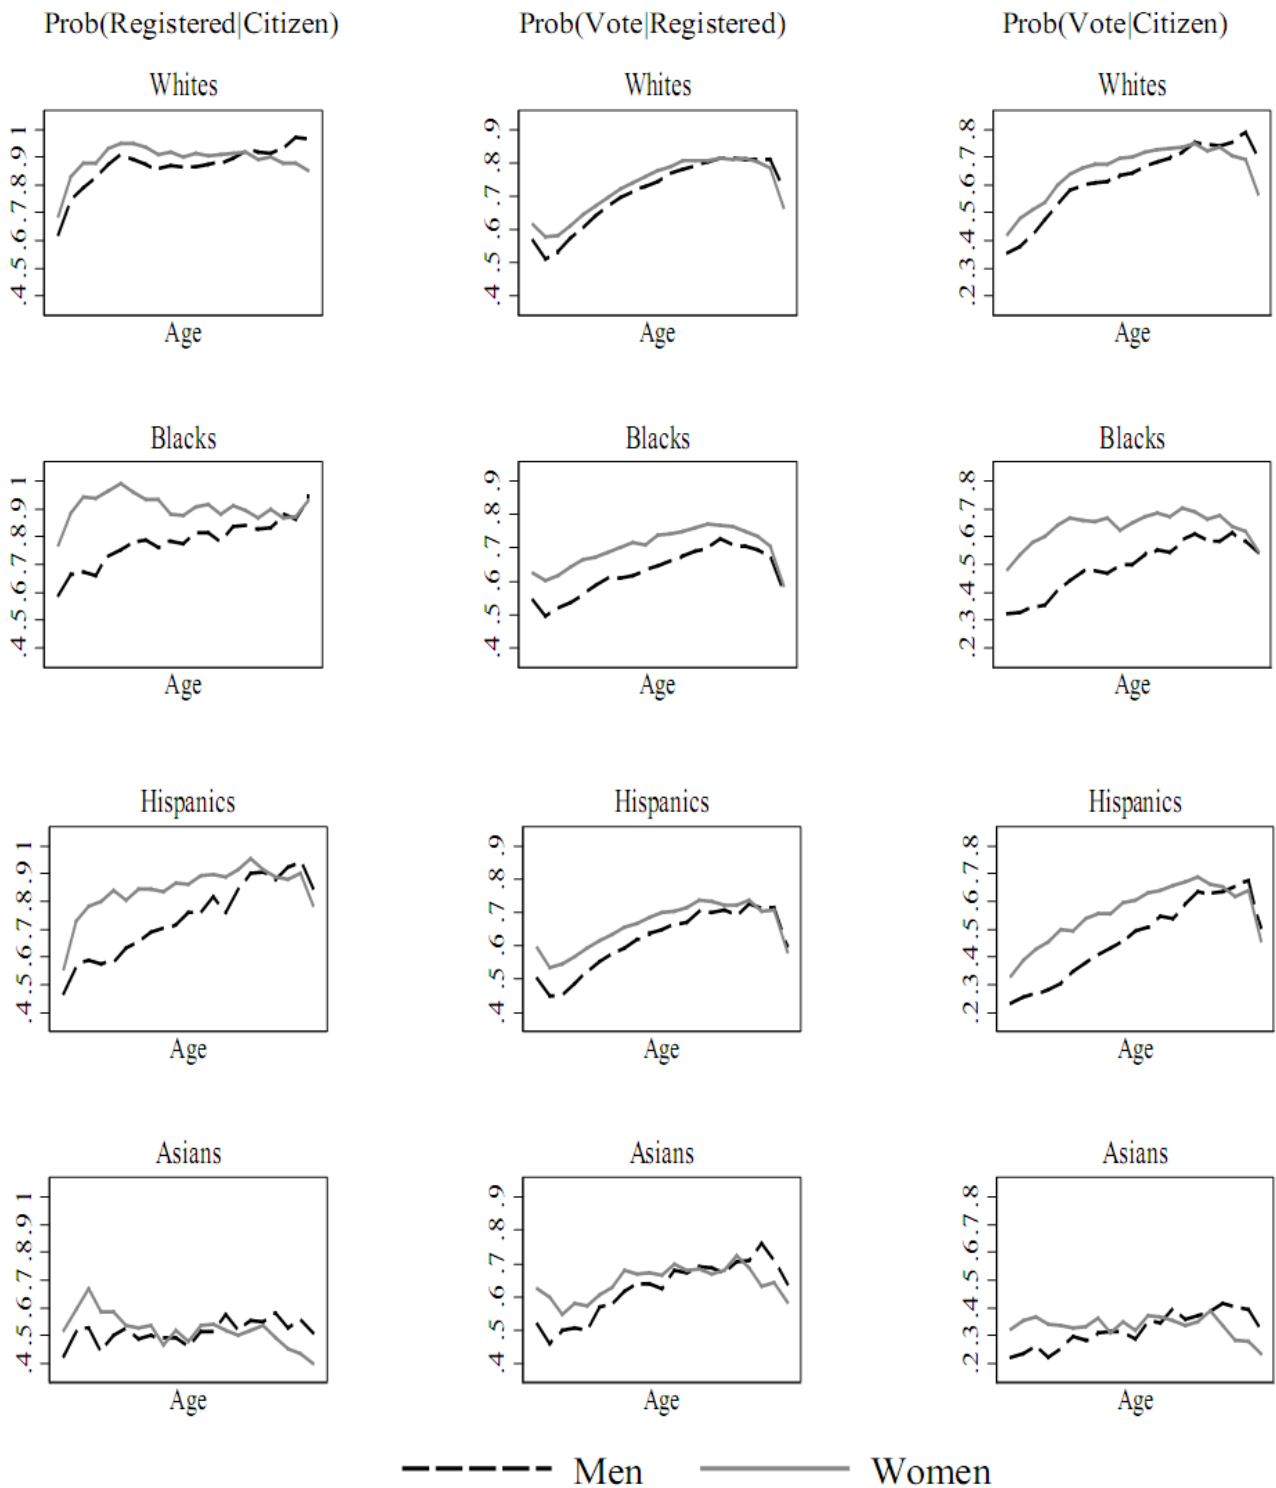 Prob(Registered|Citizen) Prob(Vote|Registered) Prob(Vote|Citizen)
Whites Whites Whites
.4 .5 .6 .7 .8 .9 1 .4 .5 .6 .7 .8 .9 .2 .3 .4 .5 .6 .7 .8
Age Age Age
Blacks Blacks Blacks
.4 .5 .6 .7 .8 .9 1 .4 .5 .6 .7 .8 .9 .2 .3 .4 .5 .6 .7 .8
Age Age Age
Hispanics Hispanics Hispanics
.4 .5 .6 .7 .8 .9 1 .4 .5 .6 .7 .8 .9 .2 .3 .4 .5 .6 .7 .8
Age Age Age
Asians Asians Asians
.4 .5 .6 .7 .8 .9 1 .4 .5 .6 .7 .8 .9 .2 .3 .4 .5 .6 .7 .8
Age Age Age
Men Women